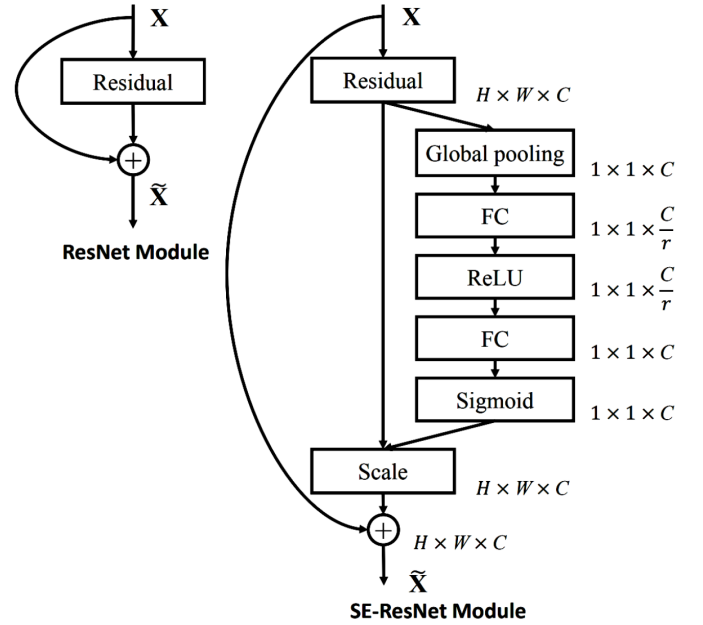 X
Residual
+
X̃
ResNet Module
X
Residual
H × W × C
Global pooling
1 × 1 × C
FC
1 × 1 × C/r
ReLU
1 × 1 × C/r
FC
1 × 1 × C
Sigmoid
1 × 1 × C
Scale
H × W × C
+
H × W × C
X̃
SE-ResNet Module